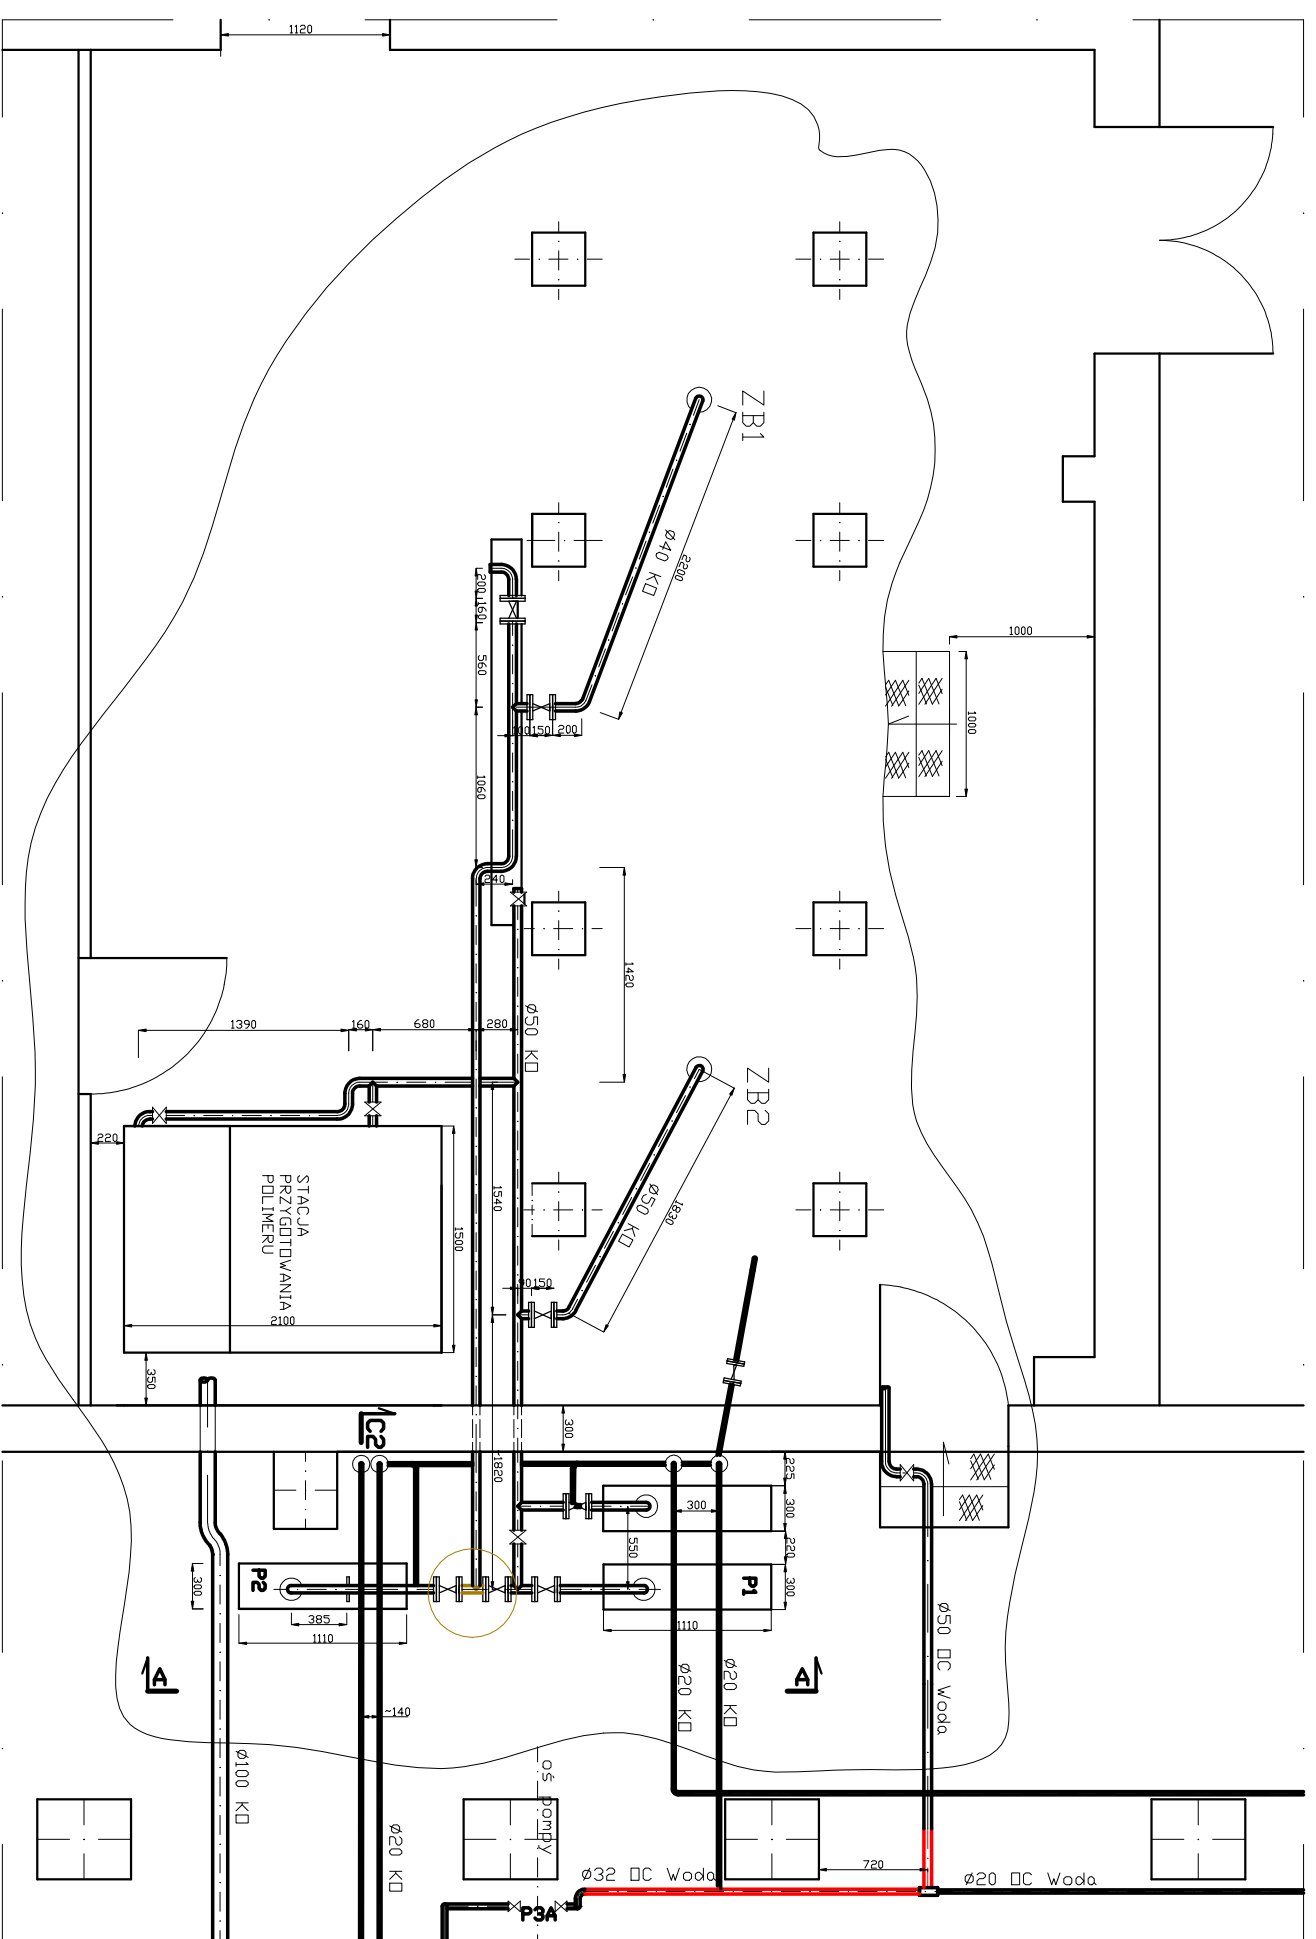 1120
ZB1
Ø40 KO
2200
200
160
560
100
150
200
1060
1000
1000
240
1420
Ø50 KO
1390
160
680
280
ZB2
Ø50 KO
1830
220
STACJA
PRZYGOTOWANIA
POLIMERU
1500
2100
1540
90
150
350
C2
300
~1820
225
300
300
220
550
300
P2
P1
300
385
1110
1110
Ø50 OC Woda
A
A
Ø20 KO
Ø20 KO
~140
Ø100 KO
oś pompy
Ø20 KO
Ø32 OC Woda
720
Ø20 OC Woda
P3A